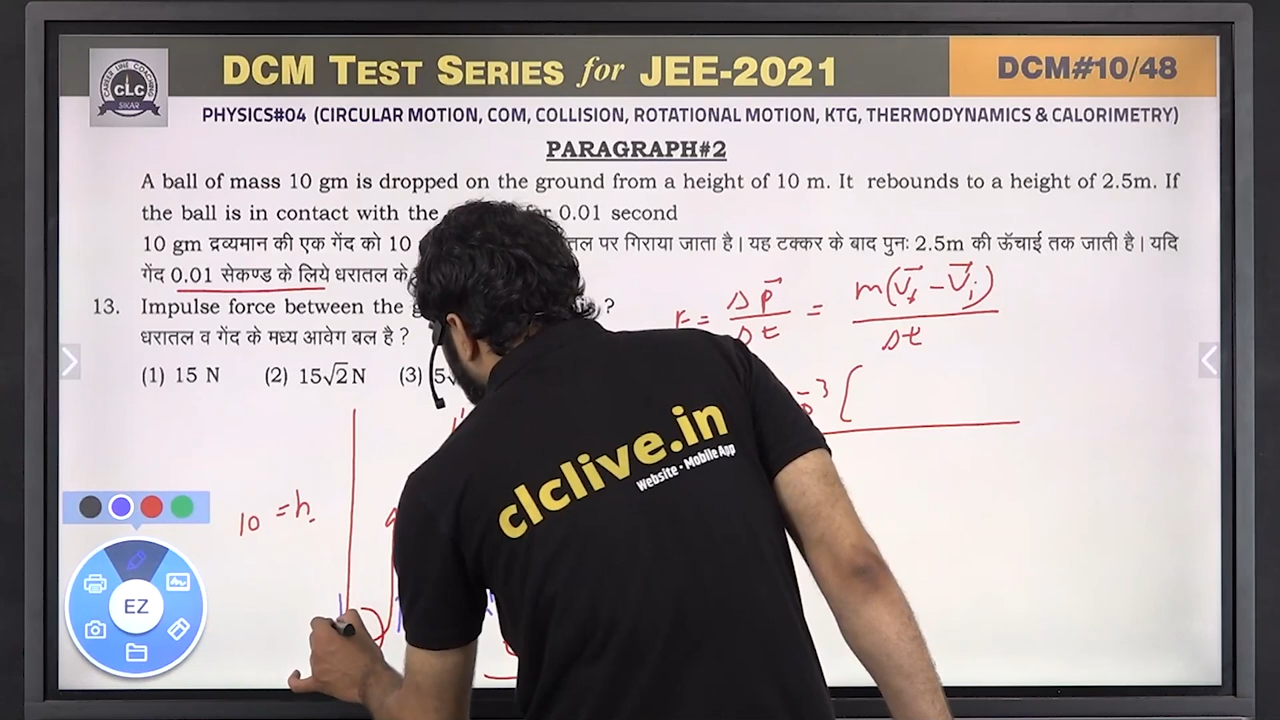 DCM TEST SERIES for JEE-2021
DCM#10/48
CAREER LINE COACHING
CLC
SIKAR
PHYSICS#04 (CIRCULAR MOTION, COM, COLLISION, ROTATIONAL MOTION, KTG, THERMODYNAMICS & CALORIMETRY)
PARAGRAPH#2
A ball of mass 10 gm is dropped on the ground from a height of 10 m. It rebounds to a height of 2.5m. If
the ball is in contact with the 0.01 second
10 gm द्रव्यमान की एक गेंद को 10 पर गिराया जाता है। यह टक्कर के बाद पुनः 2.5m की ऊँचाई तक जाती है। यदि
गेंद 0.01 सेकण्ड के लिये धरातल के
13. Impulse force between the ?
धरातल व गेंद के मध्य आवेग बल है ?
(1) 15 N (2) 15√2 N (3)
F = Δp⃗/Δt = m(v⃗f - v⃗i)/Δt
10 = h
clclive.in
Website - Mobile App
EZ